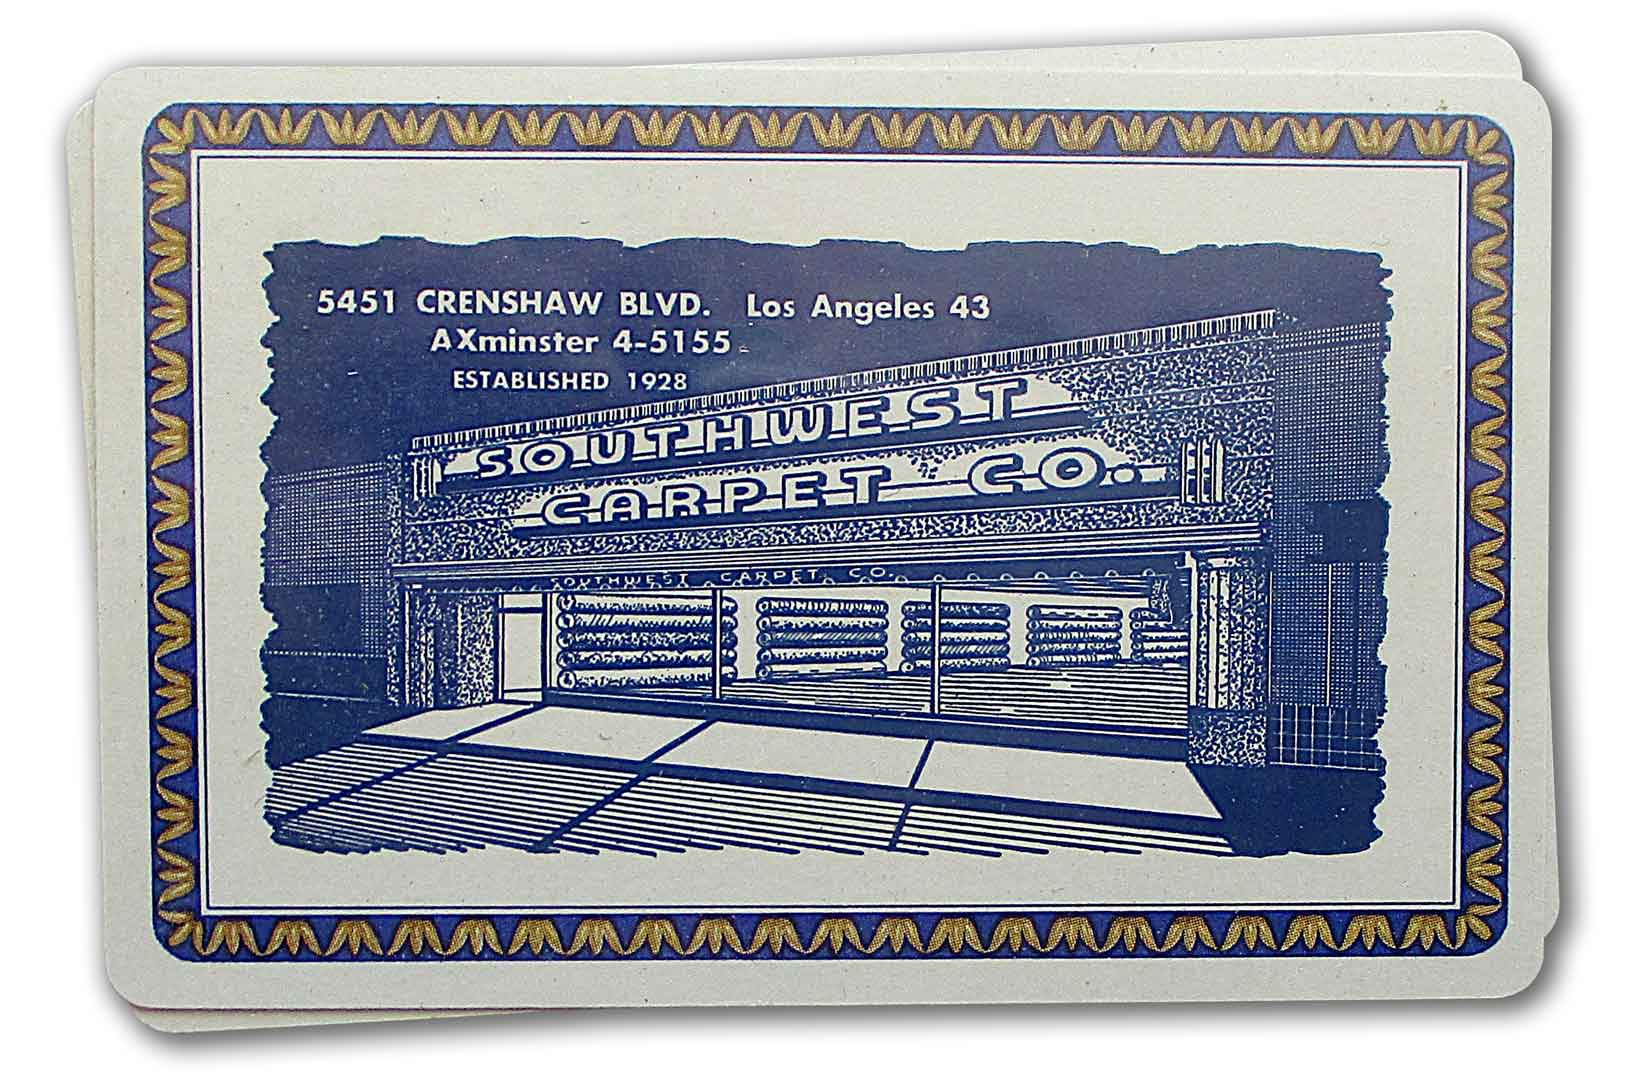 5451 CRENSHAW BLVD. Los Angeles 43
AXminster 4-5155
ESTABLISHED 1928
SOUTHWEST
CARPET CO.
SOUTHWEST CARPET CO.